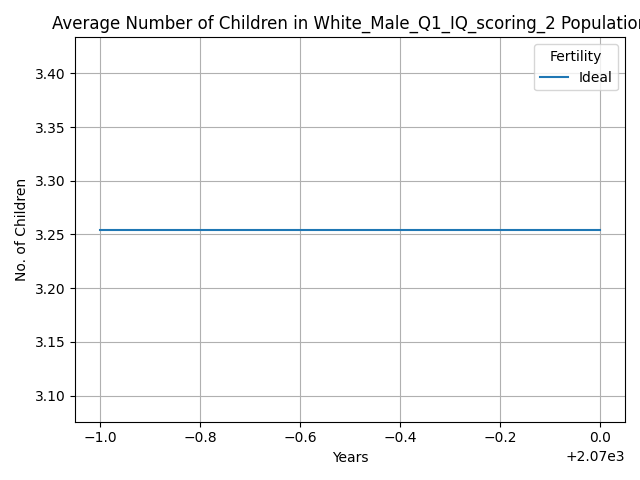 Average Number of Children in White_Male_Q1_IQ_scoring_2 Population
Fertility
Ideal
3.40
3.35
3.30
3.25
3.20
3.15
3.10
No. of Children
−1.0 −0.8 −0.6 −0.4 −0.2 0.0
Years
+2.07e3